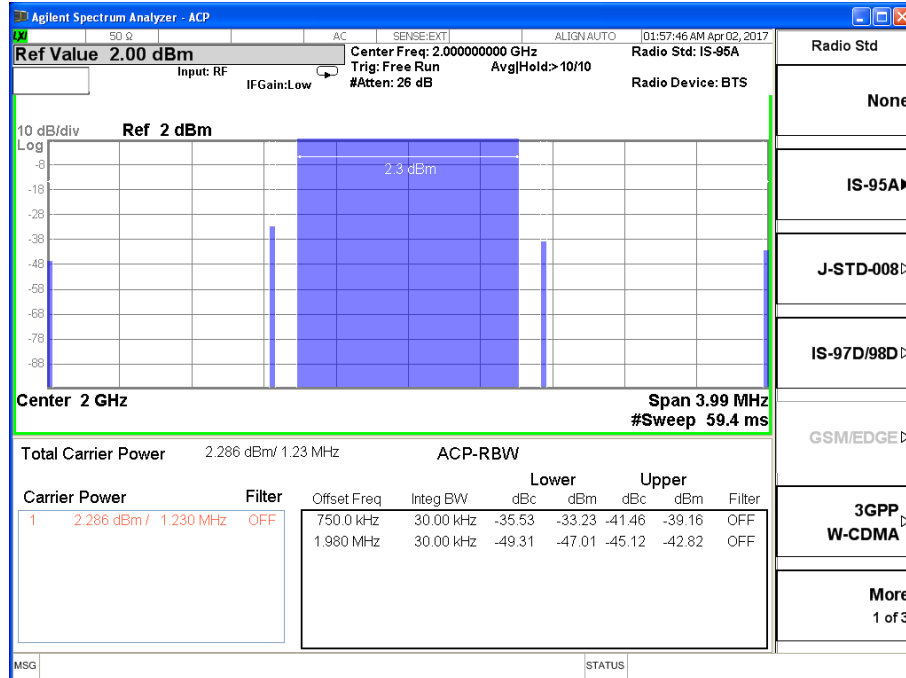 Agilent Spectrum Analyzer - ACP
LXI 50 Ω AC SENSE:EXT ALIGN AUTO 01:57:46 AM Apr 02, 2017
Ref Value 2.00 dBm Center Freq: 2.000000000 GHz Radio Std: IS-95A
Input: RF Trig: Free Run Avg|Hold:> 10/10
IFGain:Low #Atten: 26 dB Radio Device: BTS
10 dB/div Ref 2 dBm
Log
-8
2.3 dBm
-18
-28
-38
-48
-58
-68
-78
-88
Center 2 GHz Span 3.99 MHz
#Sweep 59.4 ms
Total Carrier Power 2.286 dBm/ 1.23 MHz ACP-RBW
Lower Upper
Carrier Power Filter Offset Freq Integ BW dBc dBm dBc dBm Filter
1 2.286 dBm / 1.230 MHz OFF 750.0 kHz 30.00 kHz -35.53 -33.23 -41.46 -39.16 OFF
1.980 MHz 30.00 kHz -49.31 -47.01 -45.12 -42.82 OFF
MSG STATUS
Radio Std
None
IS-95A
J-STD-008
IS-97D/98D
GSM/EDGE
3GPP
W-CDMA
More
1 of 3